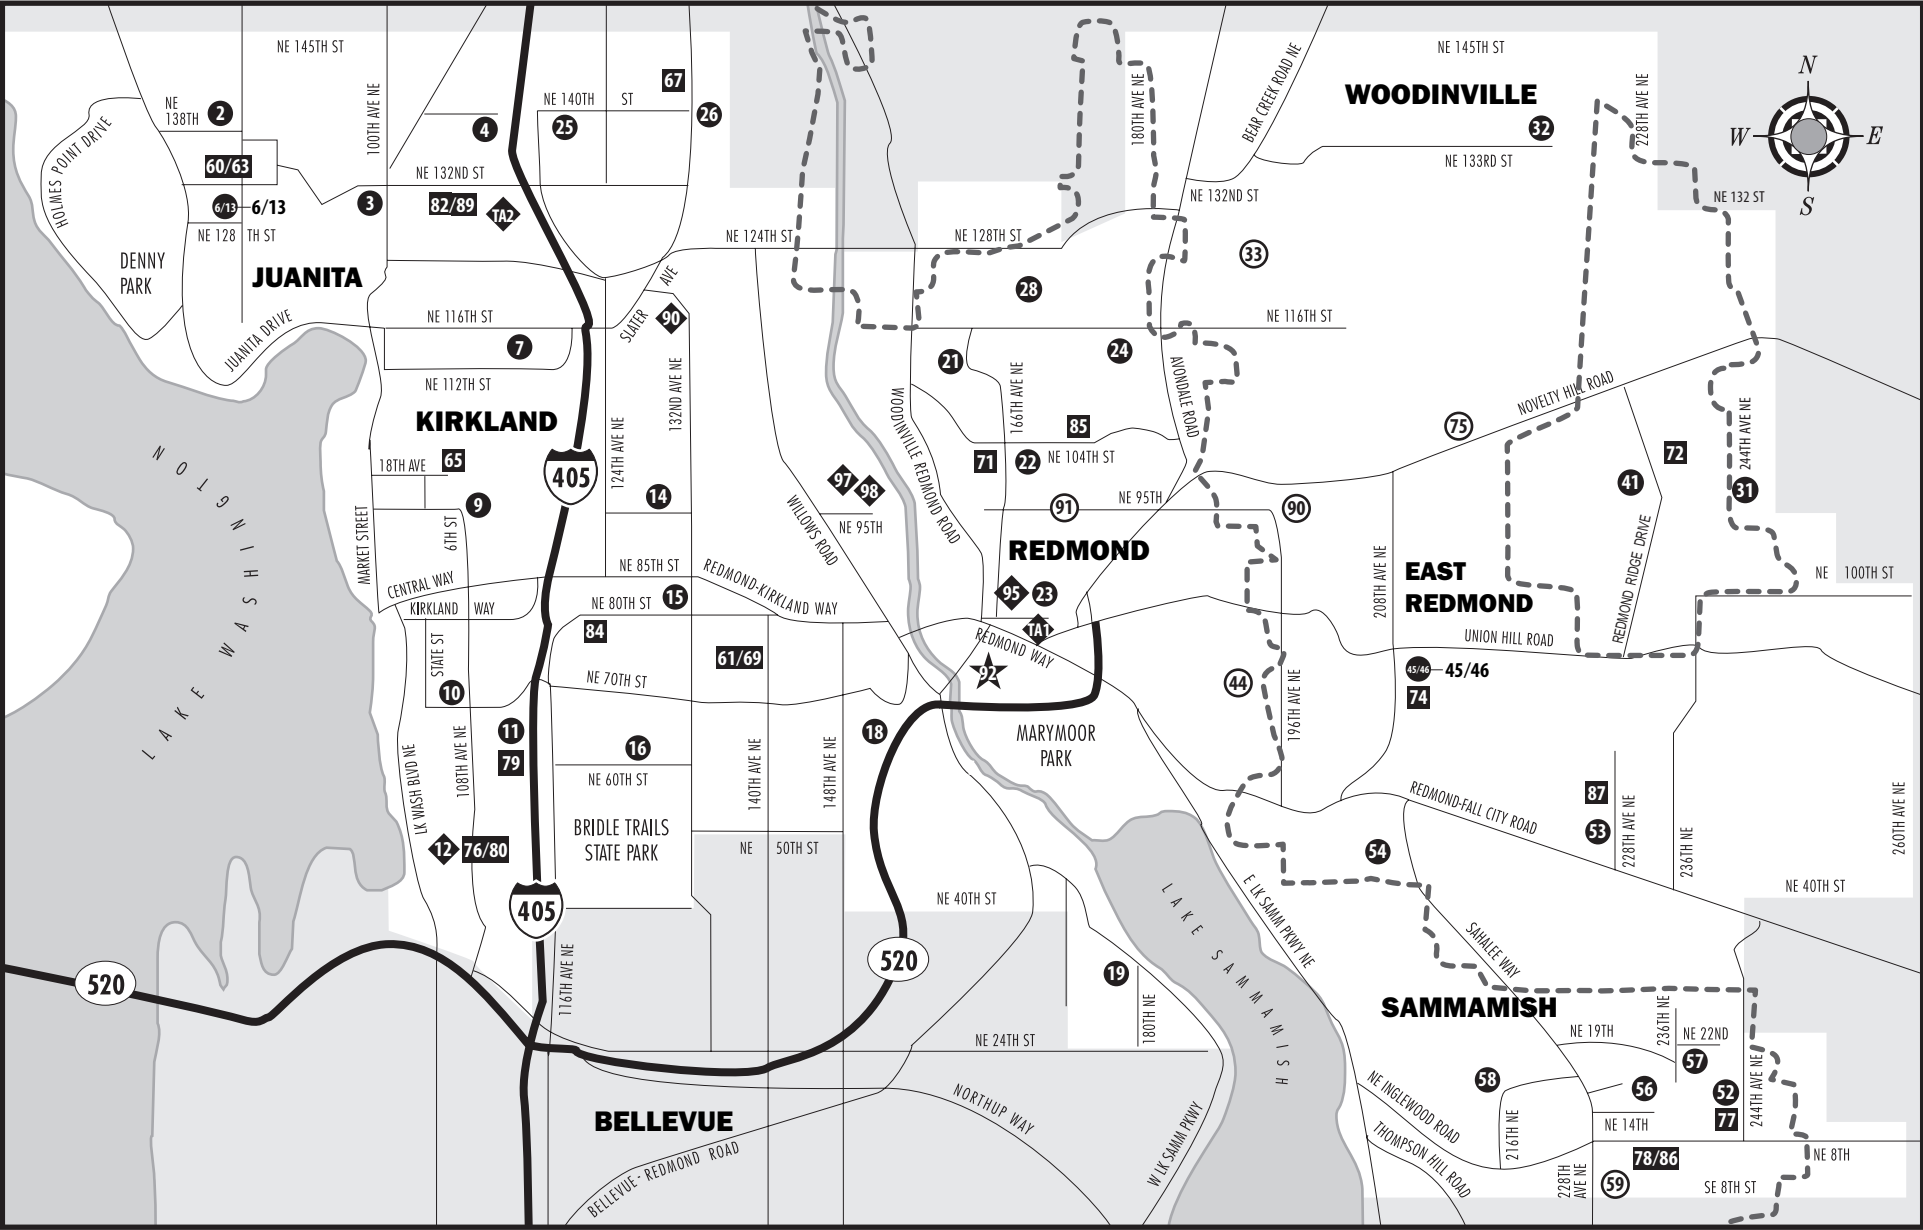 NE 145TH ST
NE 145TH ST
WOODINVILLE
N
W
E
S
67
NE
138TH
2
100TH AVE NE
4
NE 140TH ST
25
26
180TH AVE NE
BEAR CREEK ROAD NE
32
228TH AVE NE
HOLMES POINT DRIVE
60/63
NE 132ND ST
NE 133RD ST
6/13
6/13
3
82/89
TA2
NE 132ND ST
NE 132 ST
NE 128 TH ST
NE 124TH ST
NE 128TH ST
33
DENNY
PARK
JUANITA
SLATER AVE
28
JUANITA DRIVE
NE 116TH ST
90
NE 116TH ST
7
21
24
NE 112TH ST
132ND AVE NE
166TH AVE NE
AVONDALE ROAD
NOVELTY HILL ROAD
WOODINVILLE REDMOND ROAD
KIRKLAND
124TH AVE NE
85
75
244TH AVE NE
18TH AVE
65
405
71
22
NE 104TH ST
72
97
98
41
31
LAKE WASHINGTON
9
14
WILLOWS ROAD
NE 95TH
91
NE 95TH
90
MARKET STREET
6TH ST
REDMOND
REDMOND RIDGE DRIVE
CENTRAL WAY
NE 85TH ST
REDMOND-KIRKLAND WAY
208TH AVE NE
EAST
REDMOND
NE 100TH ST
KIRKLAND WAY
NE 80TH ST
15
95
23
84
TA1
STATE ST
61/69
REDMOND WAY
UNION HILL ROAD
92
45/46
45/46
NE 70TH ST
10
44
74
196TH AVE NE
11
18
MARYMOOR
PARK
16
79
LK WASH BLVD NE
108TH AVE NE
NE 60TH ST
140TH AVE NE
148TH AVE NE
REDMOND-FALL CITY ROAD
87
53
228TH AVE NE
236TH NE
260TH AVE NE
12
76/80
BRIDLE TRAILS
STATE PARK
NE 50TH ST
54
405
NE 40TH ST
NE 40TH ST
LAKE SAMMAMISH
E LK SAMM PKWY NE
SAHALEE WAY
520
520
116TH AVE NE
19
180TH NE
SAMMAMISH
236TH NE
NE 24TH ST
NE 19TH
NE 22ND
57
58
NE INGLEWOOD ROAD
56
52
77
244TH AVE NE
BELLEVUE
NORTHUP WAY
W LK SAMM PKWY
216TH NE
NE 14TH
THOMPSON HILL ROAD
BELLEVUE - REDMOND ROAD
78/86
NE 8TH
228TH
AVE NE
59
SE 8TH ST